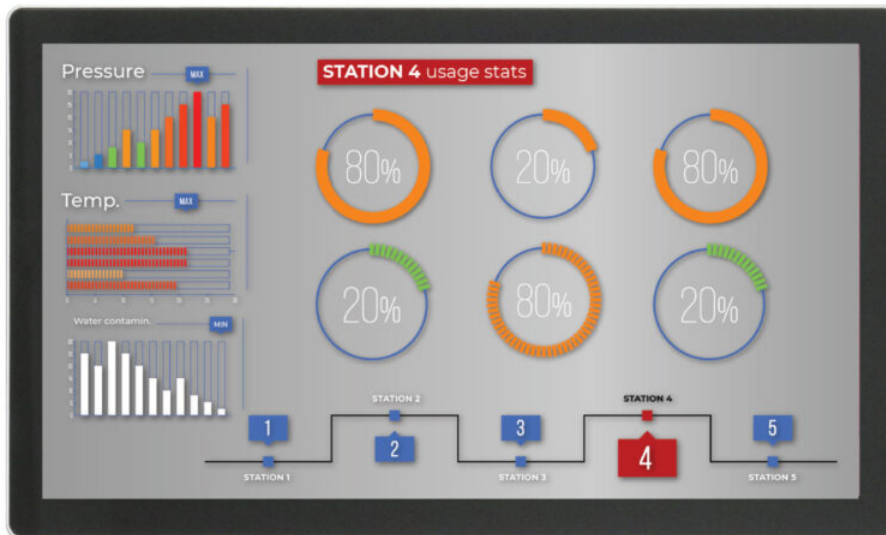 Pressure
MAX
STATION 4 usage stats
80%
20%
80%
Temp.
MAX
20%
80%
20%
Water contamin.
MIN
STATION 2
STATION 4
1
2
3
4
5
STATION 1
STATION 3
STATION 5